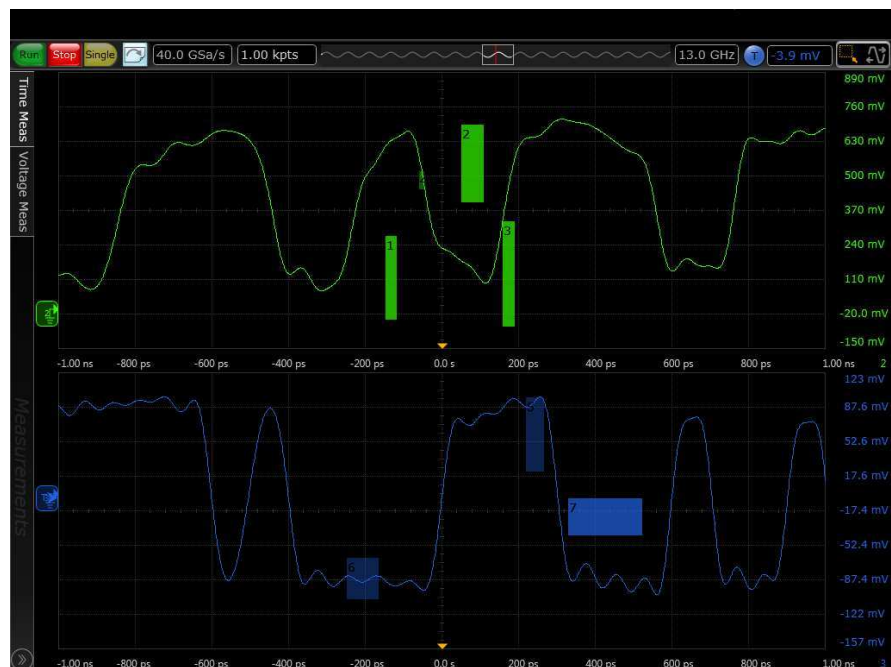 Run Stop Single 40.0 GSa/s 1.00 kpts 13.0 GHz T -3.9 mV
Time Meas
Voltage Meas
Measurements
890 mV
760 mV
630 mV
500 mV
370 mV
240 mV
110 mV
-20.0 mV
-150 mV
2
1
3
2
-1.00 ns -800 ps -600 ps -400 ps -200 ps 0.0 s 200 ps 400 ps 600 ps 800 ps 1.00 ns 2
123 mV
87.6 mV
52.6 mV
17.6 mV
-17.4 mV
-52.4 mV
-87.4 mV
-122 mV
-157 mV
7
6
-1.00 ns -800 ps -600 ps -400 ps -200 ps 0.0 s 200 ps 400 ps 600 ps 800 ps 1.00 ns